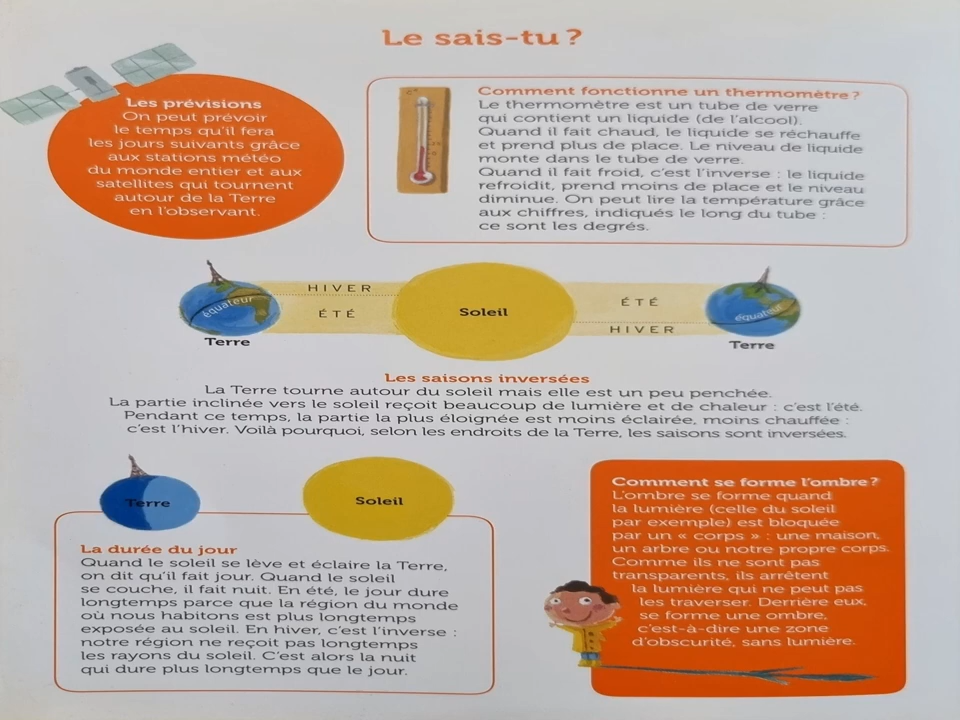 Le sais-tu ?
Les prévisions
On peut prévoir
le temps qu'il fera
les jours suivants grâce
aux stations météo
du monde entier et aux
satellites qui tournent
autour de la Terre
en l'observant.
Comment fonctionne un thermomètre ?
Le thermomètre est un tube de verre
qui contient un liquide (de l'alcool).
Quand il fait chaud, le liquide se réchauffe
et prend plus de place. Le niveau de liquide
monte dans le tube de verre.
Quand il fait froid, c'est l'inverse : le liquide
refroidit, prend moins de place et le niveau
diminue. On peut lire la température grâce
aux chiffres, indiqués le long du tube :
ce sont les degrés.
équateur
Terre
HIVER
ÉTÉ
Soleil
ÉTÉ
HIVER
équateur
Terre
Les saisons inversées
La Terre tourne autour du soleil mais elle est un peu penchée.
La partie inclinée vers le soleil reçoit beaucoup de lumière et de chaleur : c'est l'été.
Pendant ce temps, la partie la plus éloignée est moins éclairée, moins chauffée :
c'est l'hiver. Voilà pourquoi, selon les endroits de la Terre, les saisons sont inversées.
Terre
Soleil
La durée du jour
Quand le soleil se lève et éclaire la Terre,
on dit qu'il fait jour. Quand le soleil
se couche, il fait nuit. En été, le jour dure
longtemps parce que la région du monde
où nous habitons est plus longtemps
exposée au soleil. En hiver, c'est l'inverse :
notre région ne reçoit pas longtemps
les rayons du soleil. C'est alors la nuit
qui dure plus longtemps que le jour.
Comment se forme l'ombre ?
L'ombre se forme quand
la lumière (celle du soleil
par exemple) est bloquée
par un « corps » : une maison,
un arbre ou notre propre corps.
Comme ils ne sont pas
transparents, ils arrêtent
la lumière qui ne peut pas
les traverser. Derrière eux,
se forme une ombre,
c'est-à-dire une zone
d'obscurité, sans lumière.